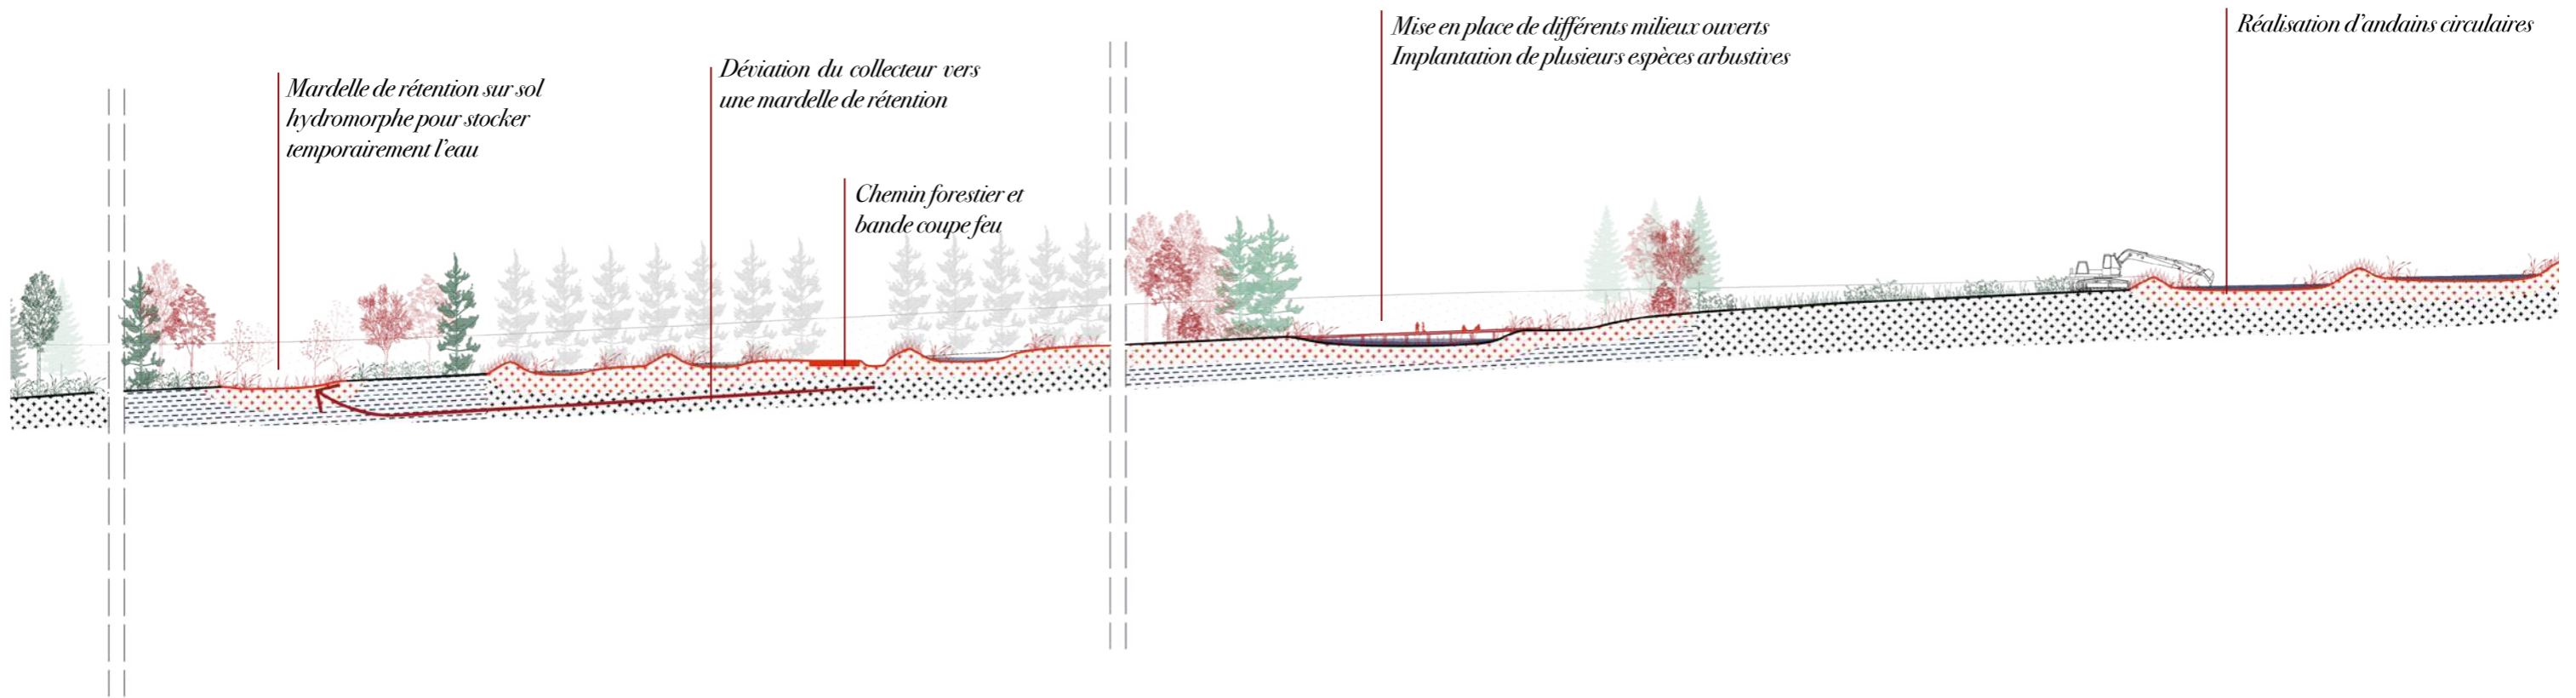 Mardelle de rétention sur sol
hydromorphe pour stocker
temporairement l'eau
Déviation du collecteur vers
une mardelle de rétention
Chemin forestier et
bande coupe feu
Mise en place de différents milieux ouverts
Implantation de plusieurs espèces arbustives
Réalisation d'andains circulaires